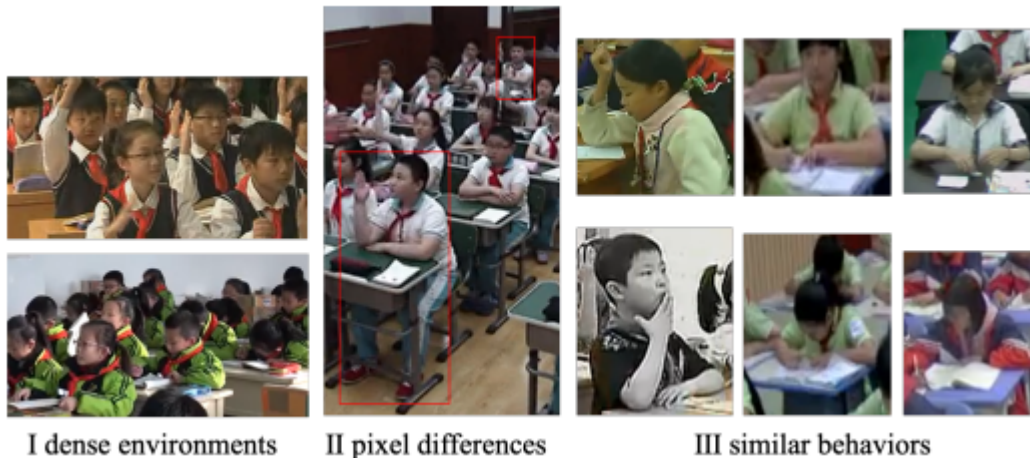 I dense environments
II pixel differences
III similar behaviors